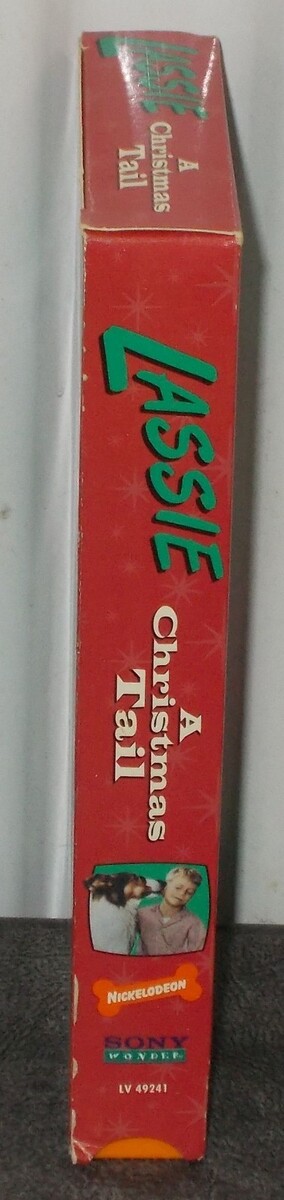 LASSIE
A
Christmas
Tail
LASSIE
A
Christmas
Tail
NICKELODEON
SONY
WONDER
LV 49241